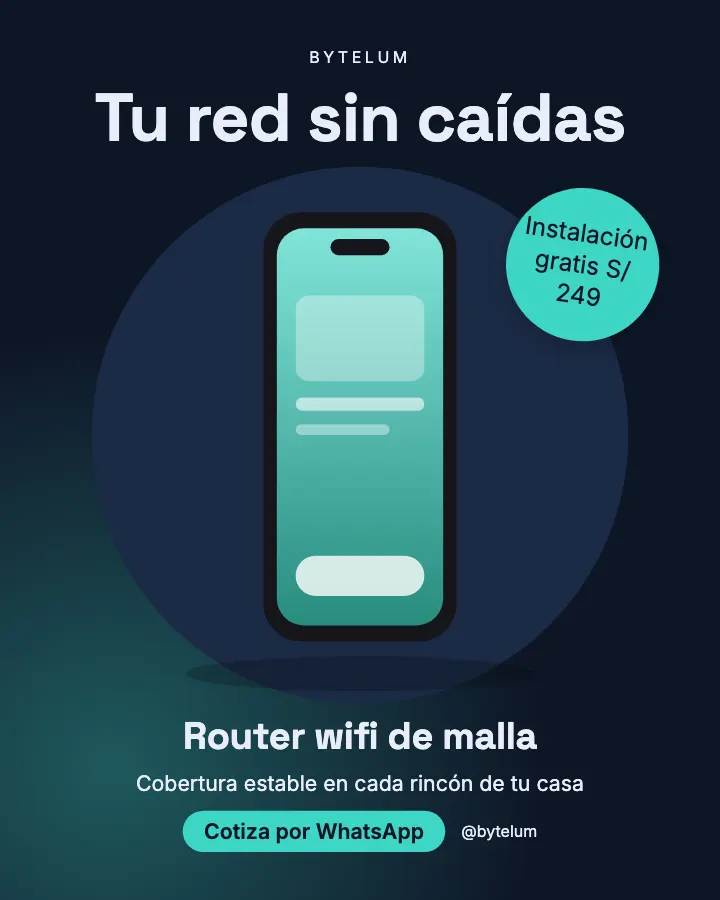 BYTELUM
Tu red sin caídas
Instalación
gratis S/
249
Router wifi de malla
Cobertura estable en cada rincón de tu casa
Cotiza por WhatsApp
@bytelum